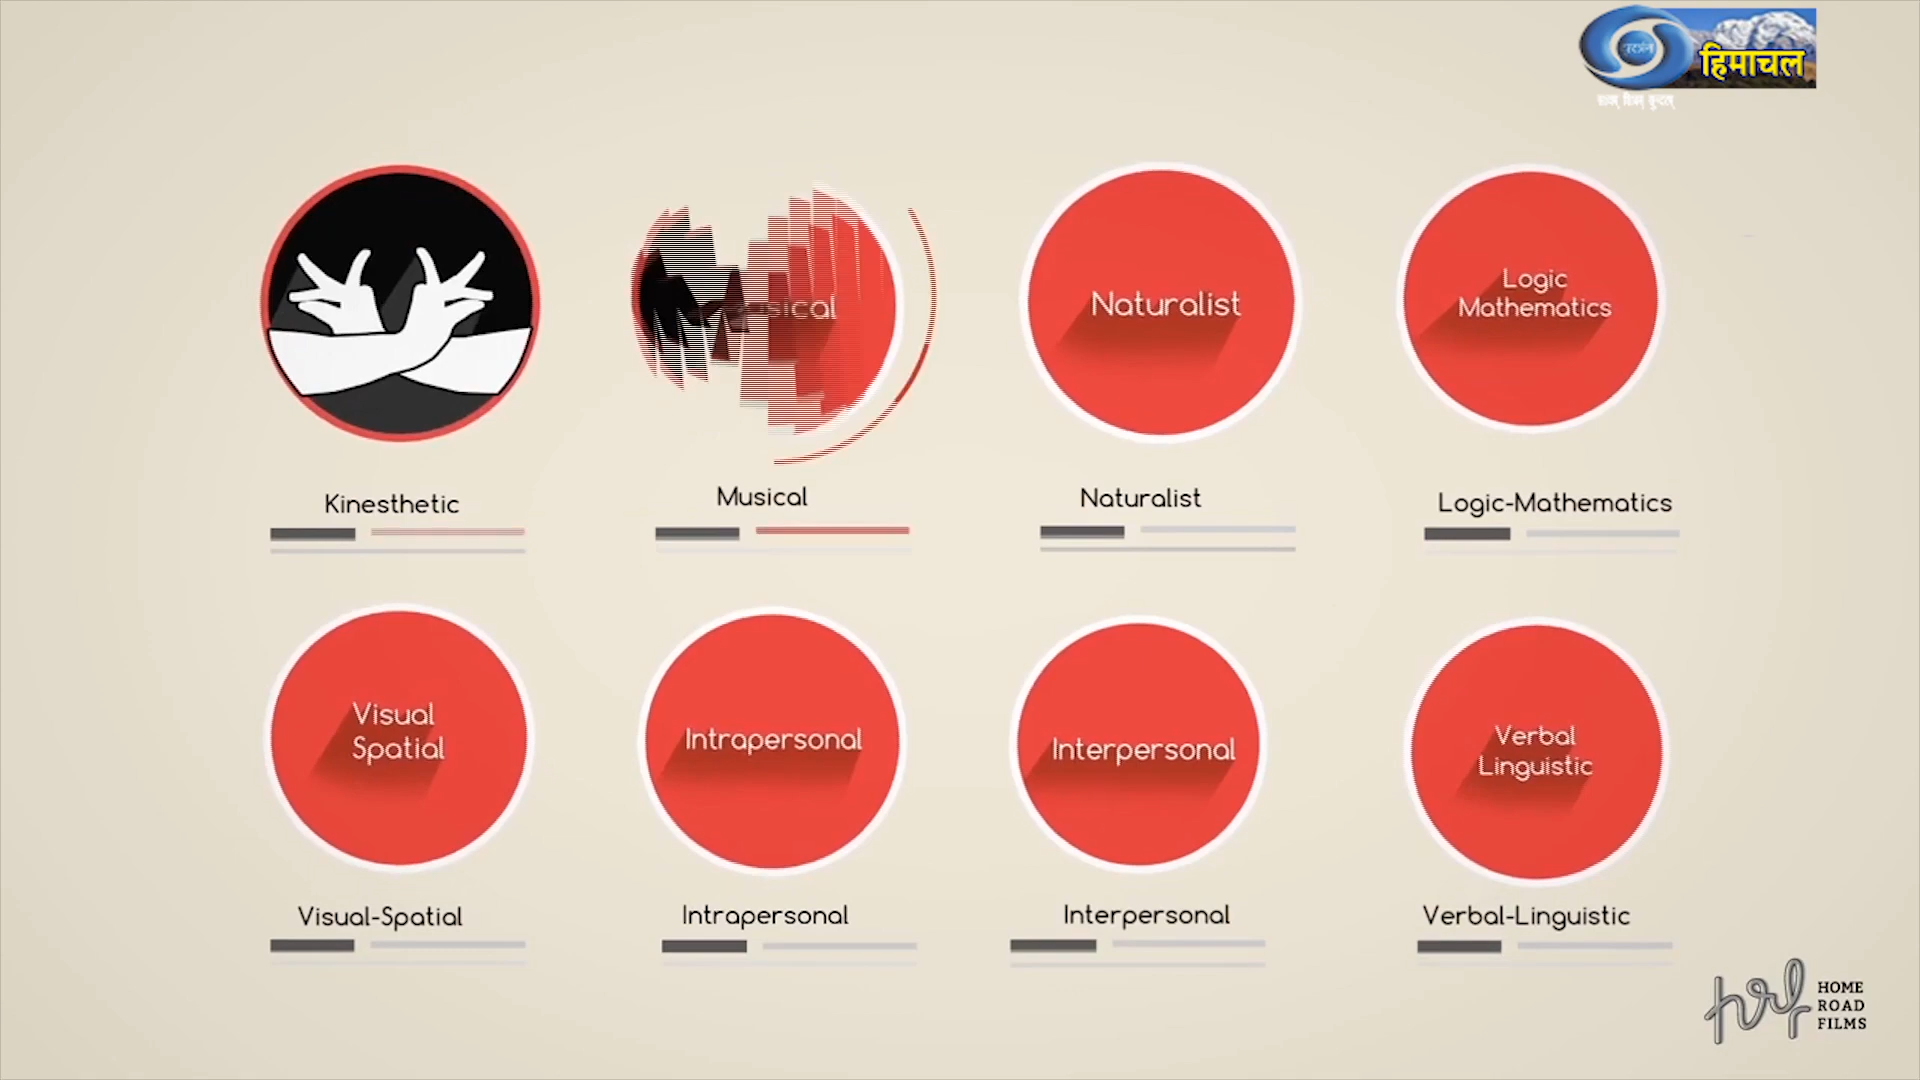 हिमाचल
Naturalist
Logic
Mathematics
Kinesthetic
Musical
Naturalist
Logic-Mathematics
Visual
Spatial
Intrapersonal
Interpersonal
Verbal
Linguistic
Visual-Spatial
Intrapersonal
Interpersonal
Verbal-Linguistic
hrf
HOME
ROAD
FILMS